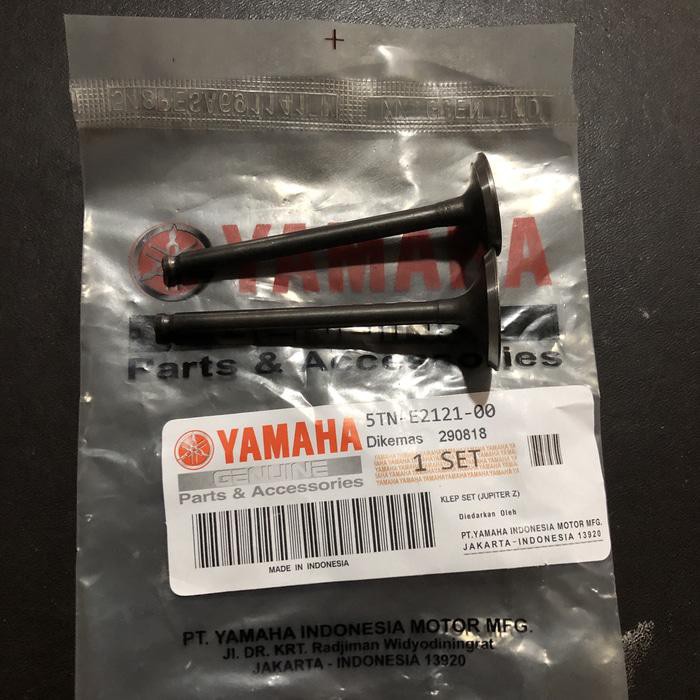 YAMAHA
GENUINE
Parts & Accessories
YAMAHA
GENUINE
Parts & Accessories
5TN-E2121-00
Dikemas 290818
1 SET
KLEP SET (JUPITER Z)
Diedarkan Oleh
PT.YAMAHA INDONESIA MOTOR MFG.
JAKARTA-INDONESIA 13920
MADE IN INDONESIA
PT. YAMAHA INDONESIA MOTOR MFG.
Jl. DR. KRT. Radjiman Widyodiningrat
JAKARTA - INDONESIA 13920